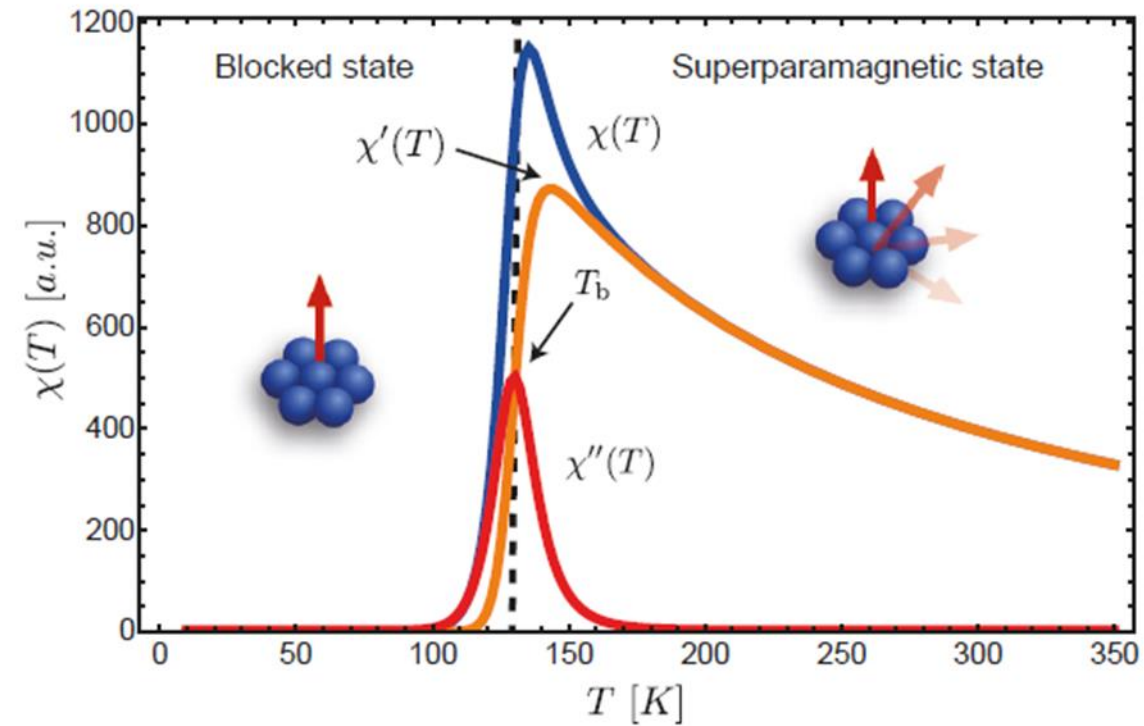 1200
1000
800
600
400
200
0
χ(T) [a.u.]
Blocked state
Superparamagnetic state
χ′(T)
χ(T)
T_b
χ″(T)
0 50 100 150 200 250 300 350
T [K]